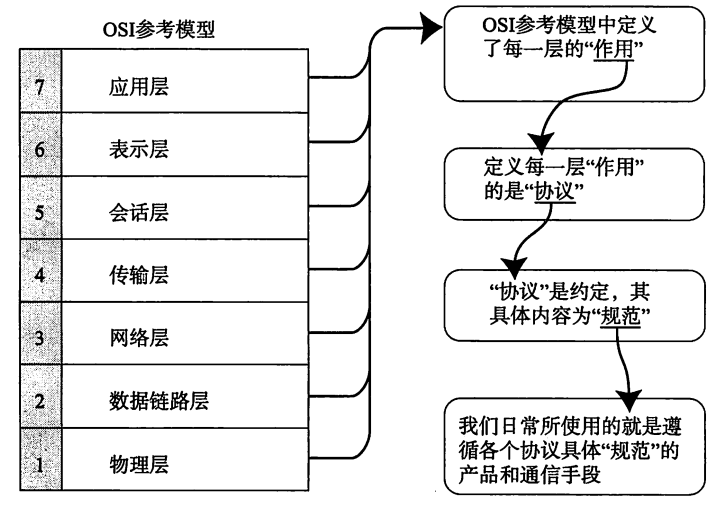 OSI参考模型
7 应用层
6 表示层
5 会话层
4 传输层
3 网络层
2 数据链路层
1 物理层
OSI参考模型中定义
了每一层的“作用”
定义每一层“作用”
的是“协议”
“协议”是约定，其
具体内容为“规范”
我们日常所使用的就是遵
循各个协议具体“规范”的
产品和通信手段